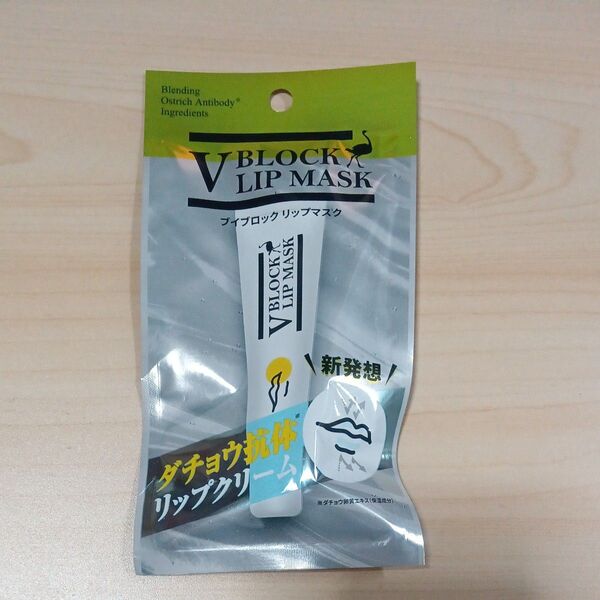 Blending
Ostrich Antibody※
Ingredients
V BLOCK
LIP MASK
ブイブロック リップマスク
V BLOCK
LIP MASK
\ 新発想 /
ダチョウ抗体※
リップクリーム
※ダチョウ卵黄エキス(保湿成分)